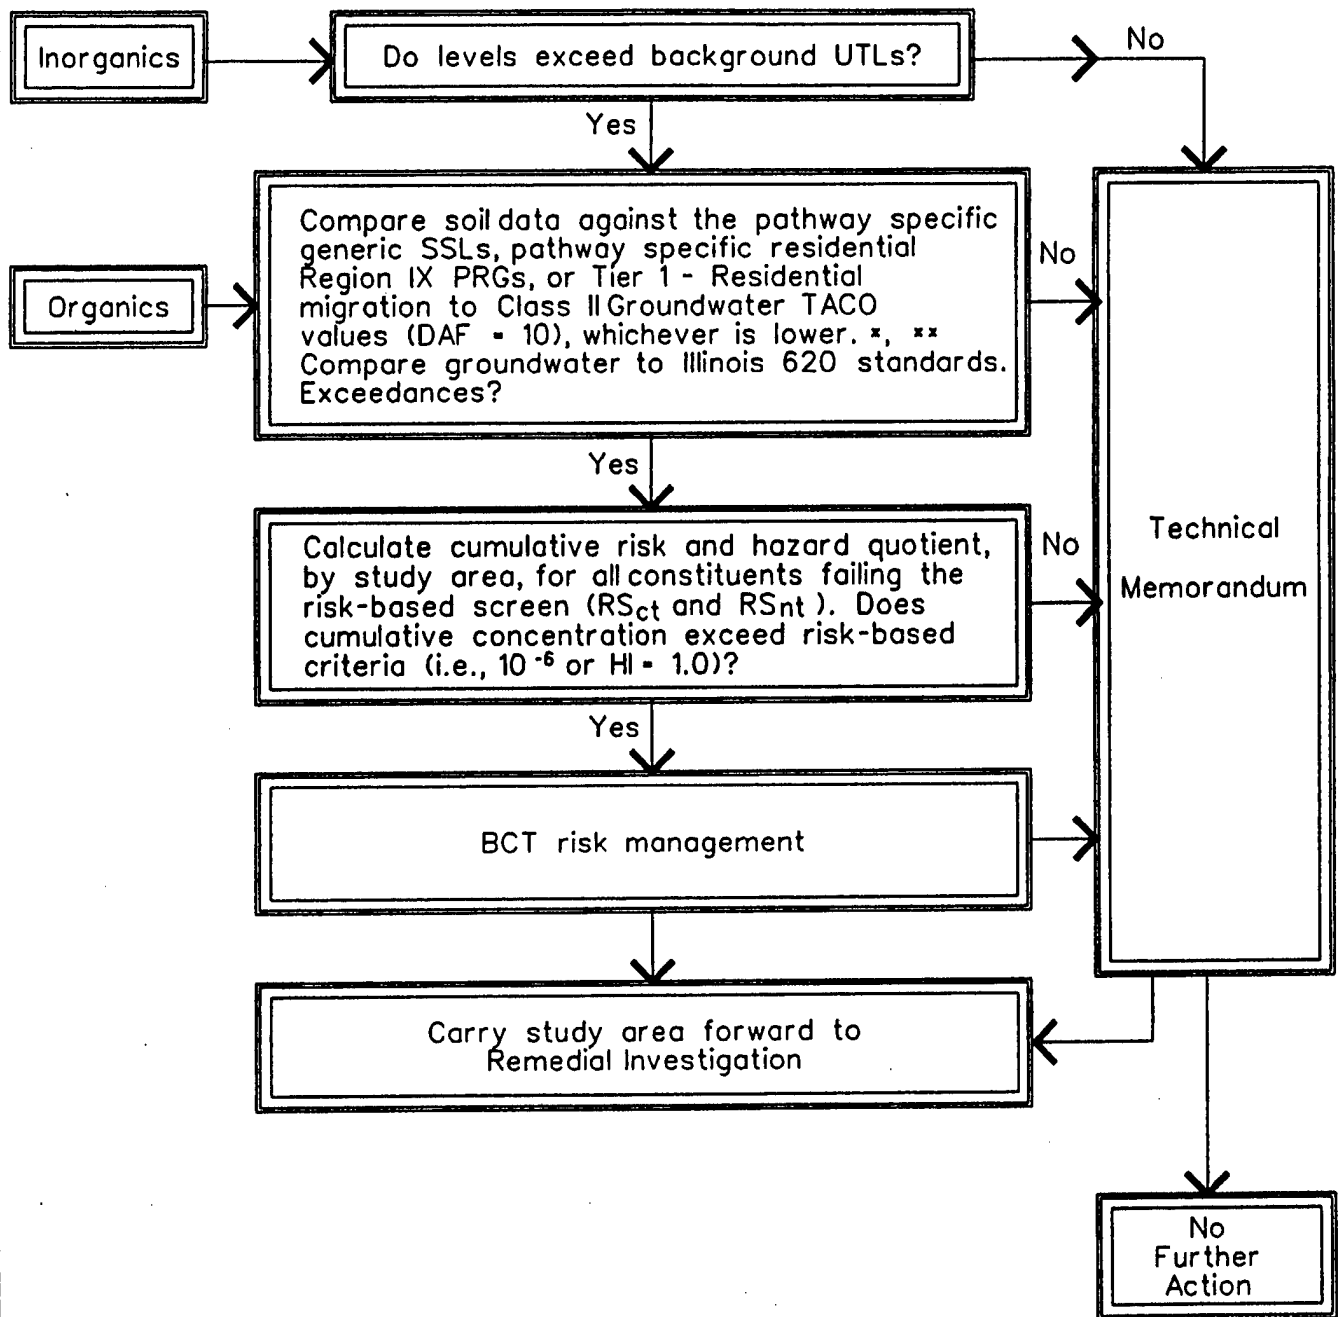 Inorganics
Do levels exceed background UTLs?
No
Yes
Compare soil data against the pathway specific
generic SSLs, pathway specific residential
Region IX PRGs, or Tier 1 - Residential
migration to Class II Groundwater TACO
values (DAF = 10), whichever is lower. *, **
Compare groundwater to Illinois 620 standards.
Exceedances?
No
Organics
Yes
Calculate cumulative risk and hazard quotient,
by study area, for all constituents failing the
risk-based screen (RSct and RSnt). Does
cumulative concentration exceed risk-based
criteria (i.e., 10-6 or HI = 1.0)?
No
Technical
Memorandum
Yes
BCT risk management
Carry study area forward to
Remedial Investigation
No
Further
Action